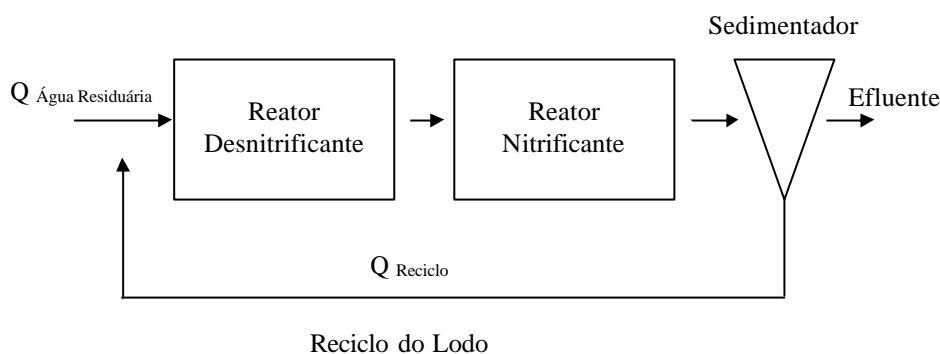 Sedimentador
Q Água Residuária
Reator
Desnitrificante
Reator
Nitrificante
Efluente
Q Reciclo
Reciclo do Lodo